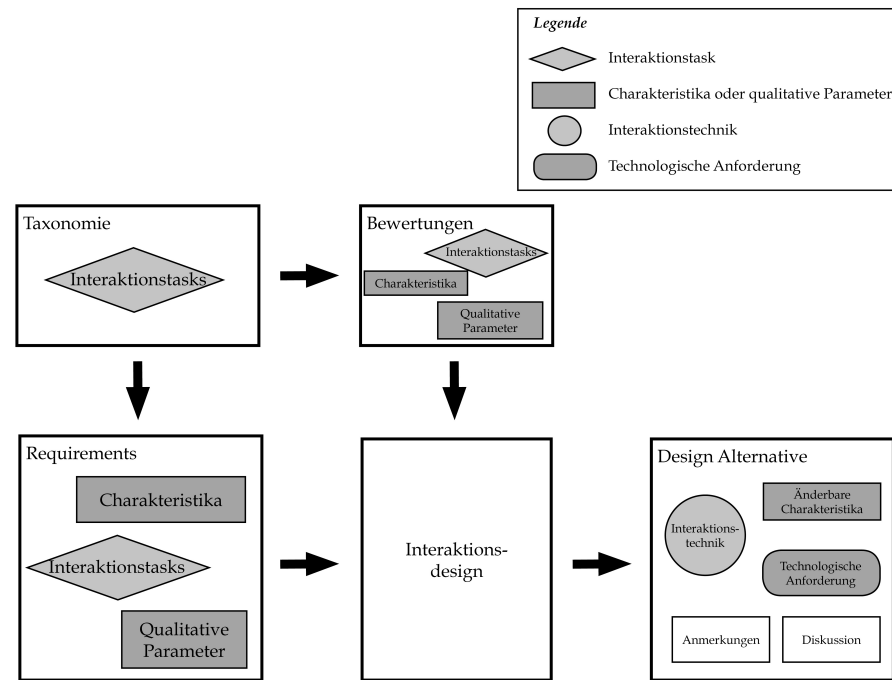 Legende
Interaktionstask
Charakteristika oder qualitative Parameter
Interaktionstechnik
Technologische Anforderung
Taxonomie
Interaktionstasks
Bewertungen
Interaktionstasks
Charakteristika
Qualitative
Parameter
Requirements
Charakteristika
Interaktionstasks
Qualitative
Parameter
Interaktions-
design
Design Alternative
Interaktions-
technik
Änderbare
Charakteristika
Technologische
Anforderung
Anmerkungen
Diskussion